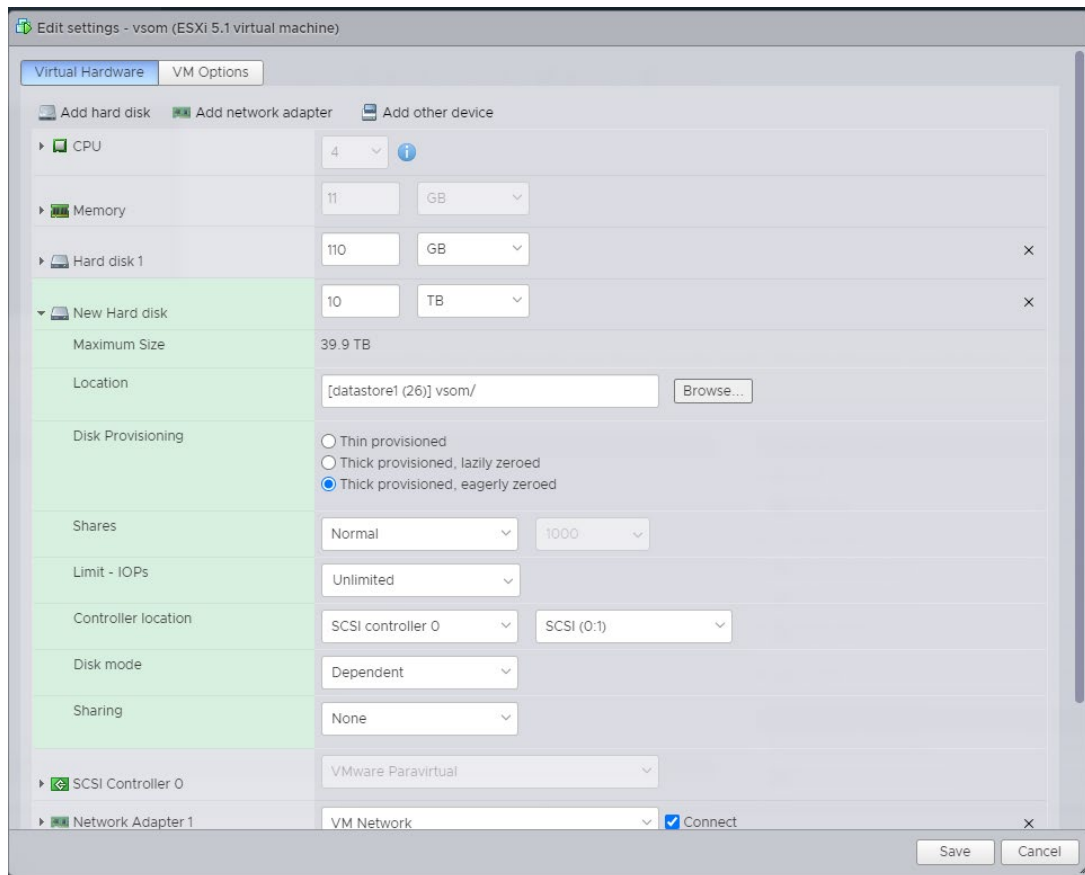 Edit settings - vsom (ESXi 5.1 virtual machine)
Virtual Hardware VM Options
Add hard disk Add network adapter Add other device
CPU 4
Memory 11 GB
Hard disk 1 110 GB
New Hard disk 10 TB
Maximum Size 39.9 TB
Location [datastore1 (26)] vsom/ Browse...
Disk Provisioning
Thin provisioned
Thick provisioned, lazily zeroed
Thick provisioned, eagerly zeroed
Shares Normal 1000
Limit - IOPs Unlimited
Controller location SCSI controller 0 SCSI (0:1)
Disk mode Dependent
Sharing None
SCSI Controller 0 VMware Paravirtual
Network Adapter 1 VM Network Connect
Save Cancel